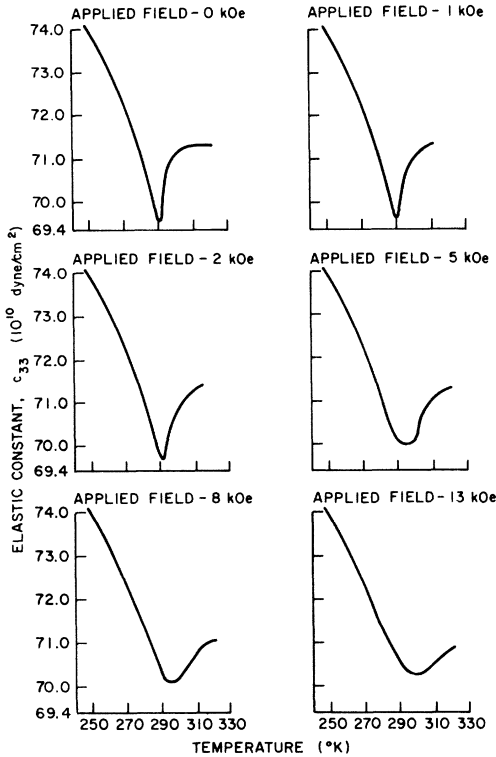 APPLIED FIELD - 0 kOe
APPLIED FIELD - 1 kOe
74.0
73.0
72.0
71.0
70.0
69.4
APPLIED FIELD - 2 kOe
APPLIED FIELD - 5 kOe
74.0
73.0
72.0
71.0
70.0
69.4
ELASTIC CONSTANT, c33 (10^10 dyne/cm^2)
APPLIED FIELD - 8 kOe
APPLIED FIELD - 13 kOe
74.0
73.0
72.0
71.0
70.0
69.4
250 270 290 310 330
250 270 290 310 330
TEMPERATURE (°K)